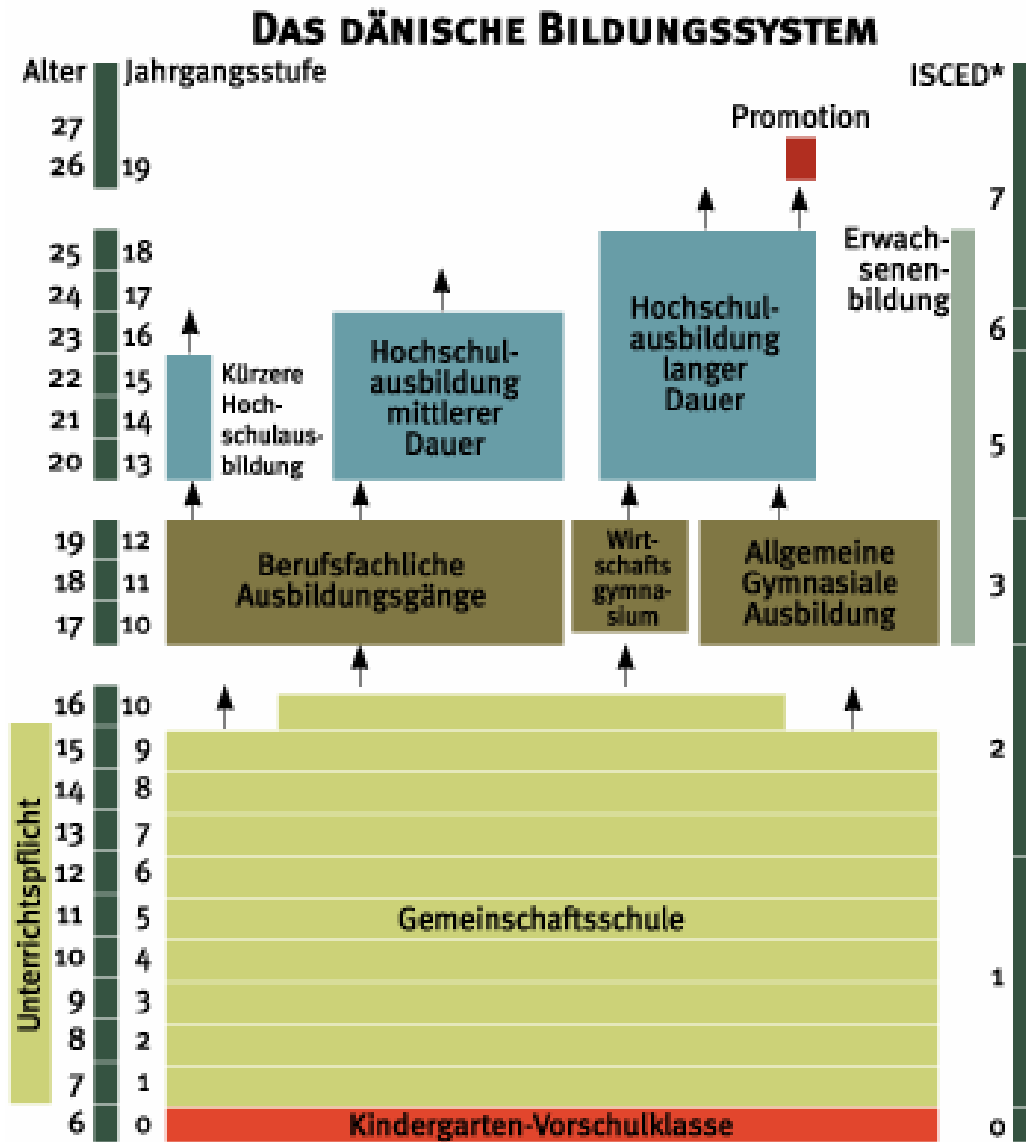 DAS DÄNISCHE BILDUNGSSYSTEM
Alter Jahrgangsstufe ISCED*
Promotion
27
26 19
7
25 18
24 17
23 16
22 15
21 14
20 13
Kürzere
Hoch-
schulaus-
bildung
Hochschul-
ausbildung
mittlerer
Dauer
Hochschul-
ausbildung
langer
Dauer
Erwach-
senen-
bildung
6
5
19 12
18 11
17 10
Berufsfachliche
Ausbildungsgänge
Wirt-
schafts
gymna-
sium
Allgemeine
Gymnasiale
Ausbildung
3
16 10
15 9
14 8
13 7
12 6
11 5
10 4
9 3
8 2
7 1
6 0
Unterrichtspflicht
Gemeinschaftsschule
Kindergarten-Vorschulklasse
2
1
0